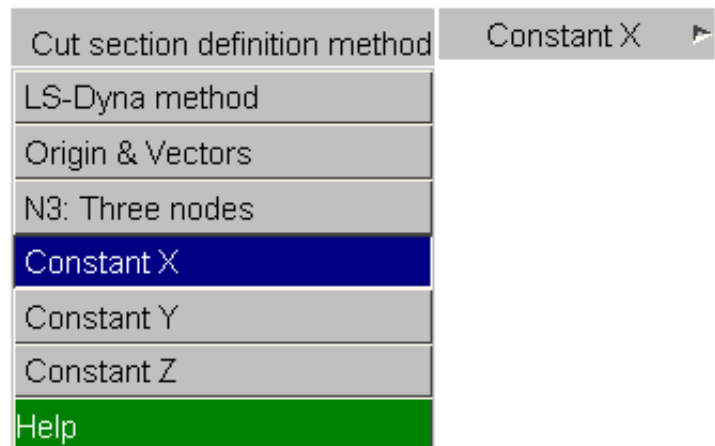 Cut section definition method
Constant X
LS-Dyna method
Origin & Vectors
N3: Three nodes
Constant X
Constant Y
Constant Z
Help